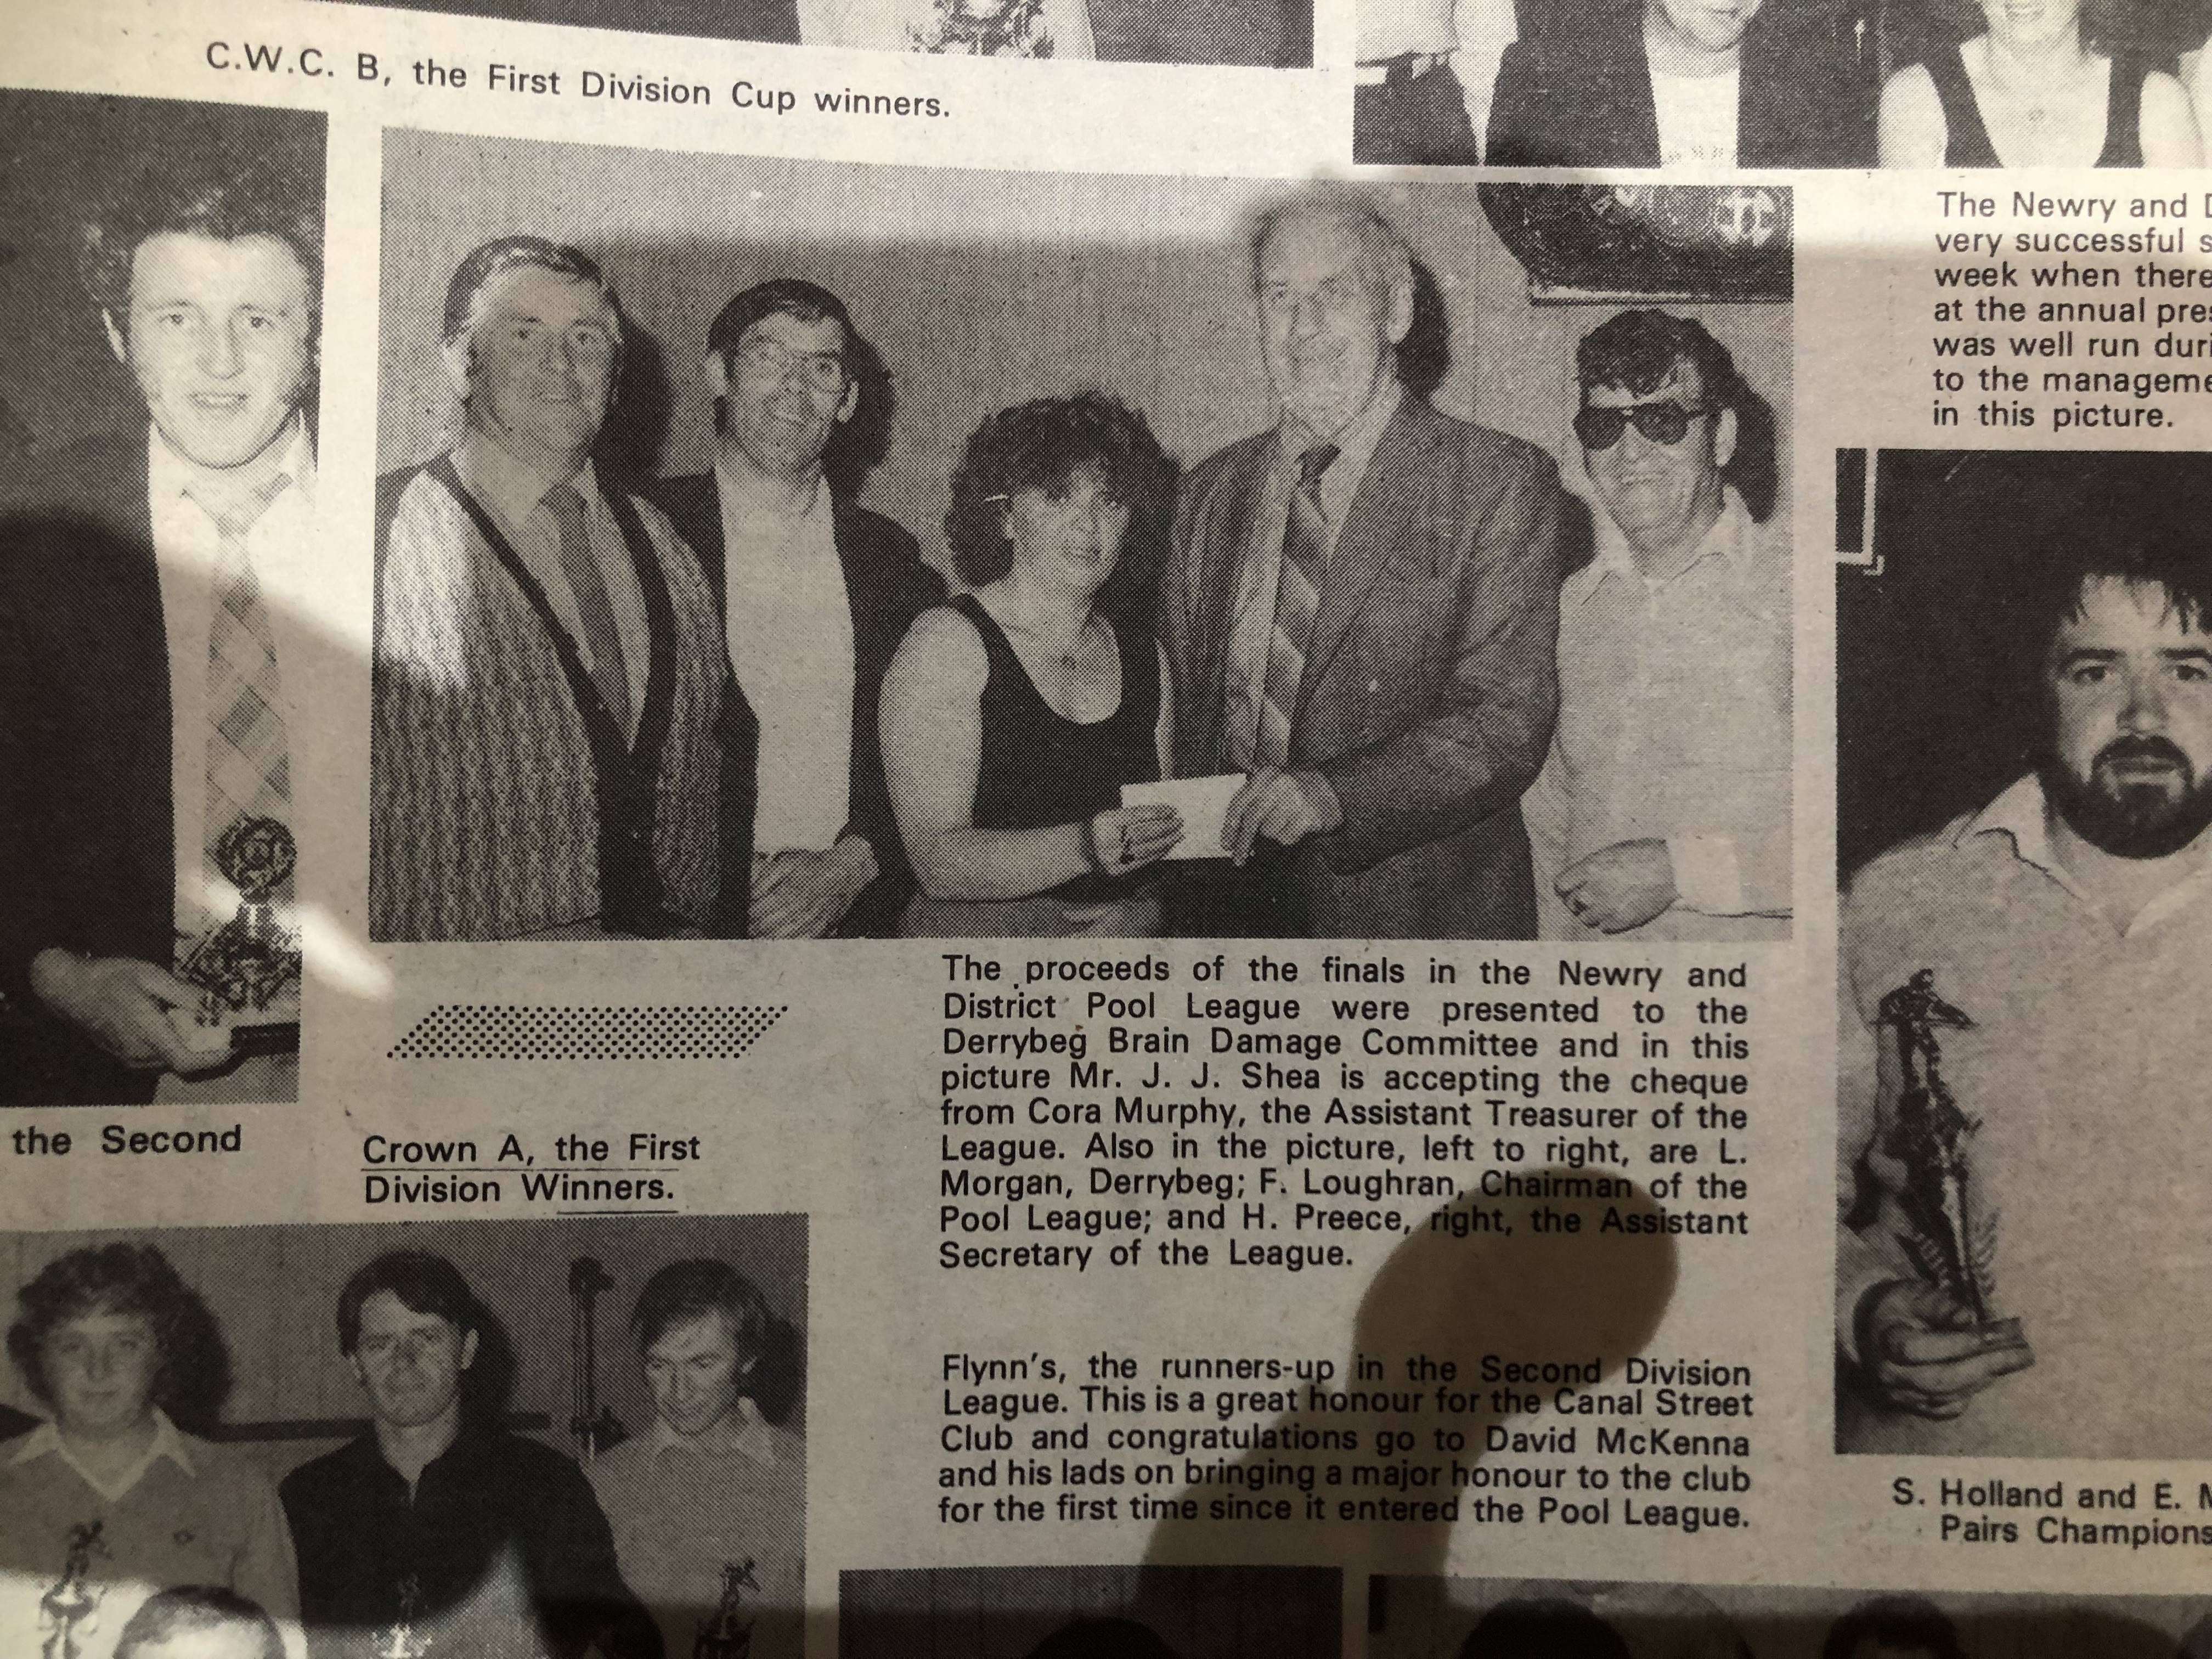 C.W.C. B, the First Division Cup winners.
The Newry and
very successful
week when there
at the annual
was well run
to the
in this picture.
The proceeds of the finals in the Newry and
District Pool League were presented to the
Derrybeg Brain Damage Committee and in this
picture Mr. J. J. Shea is accepting the cheque
from Cora Murphy, the Assistant Treasurer of the
League. Also in the picture, left to right, are L.
Morgan, Derrybeg; F. Loughran, Chairman of the
Pool League; and H. Preece, right, the Assistant
Secretary of the League.
the Second
Crown A, the First
Division Winners.
Flynn's, the runners-up in the Second Division
League. This is a great honour for the Canal Street
Club and congratulations go to David McKenna
and his lads on bringing a major honour to the club
for the first time since it entered the Pool League.
S. Holland and E.
Pairs Champions